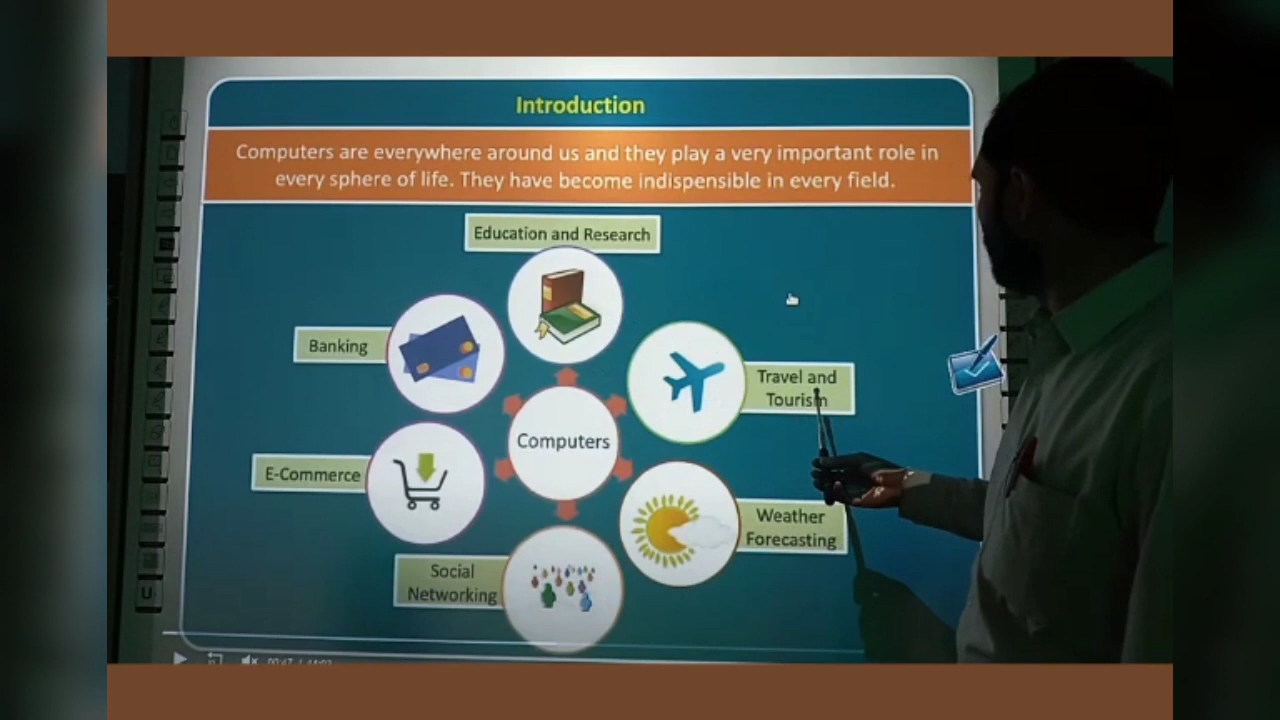 Introduction
Computers are everywhere around us and they play a very important role in
every sphere of life. They have become indispensible in every field.
Education and Research
Banking
Travel and
Tourism
Computers
E-Commerce
Weather
Forecasting
Social
Networking
U